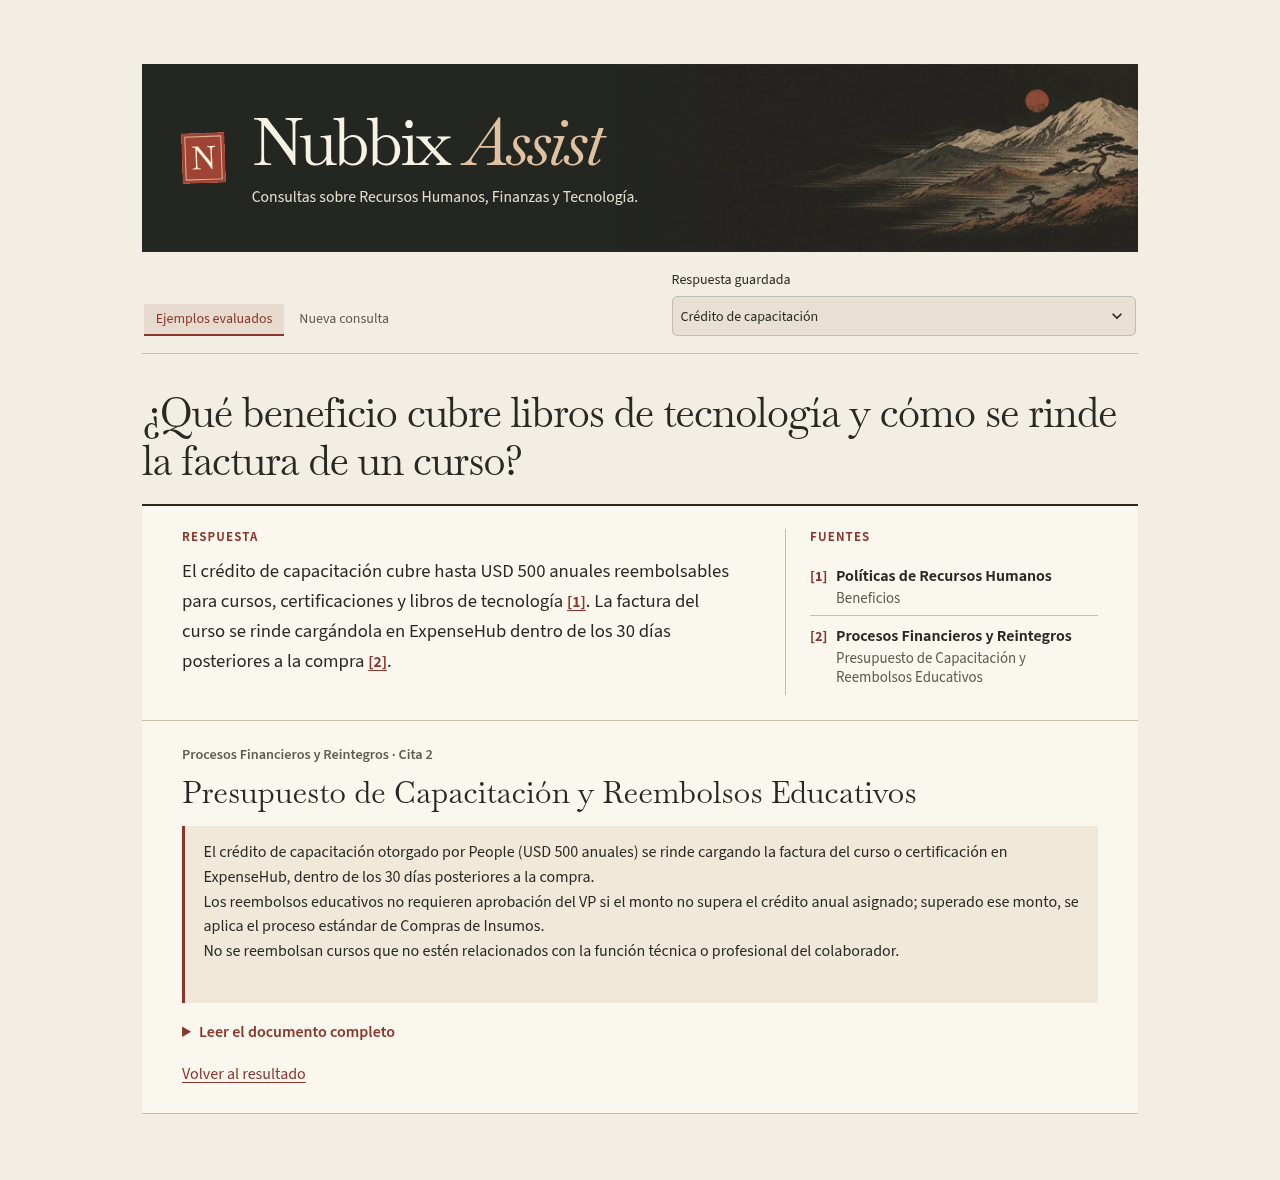 N
Nubbix Assist
Consultas sobre Recursos Humanos, Finanzas y Tecnología.
Ejemplos evaluados
Nueva consulta
Respuesta guardada
Crédito de capacitación
¿Qué beneficio cubre libros de tecnología y cómo se rinde
la factura de un curso?
RESPUESTA
El crédito de capacitación cubre hasta USD 500 anuales reembolsables
para cursos, certificaciones y libros de tecnología [1]. La factura del
curso se rinde cargándola en ExpenseHub dentro de los 30 días
posteriores a la compra [2].
FUENTES
[1] Políticas de Recursos Humanos
Beneficios
[2] Procesos Financieros y Reintegros
Presupuesto de Capacitación y
Reembolsos Educativos
Procesos Financieros y Reintegros · Cita 2
Presupuesto de Capacitación y Reembolsos Educativos
El crédito de capacitación otorgado por People (USD 500 anuales) se rinde cargando la factura del curso o certificación en
ExpenseHub, dentro de los 30 días posteriores a la compra.
Los reembolsos educativos no requieren aprobación del VP si el monto no supera el crédito anual asignado; superado ese monto, se
aplica el proceso estándar de Compras de Insumos.
No se reembolsan cursos que no estén relacionados con la función técnica o profesional del colaborador.
Leer el documento completo
Volver al resultado